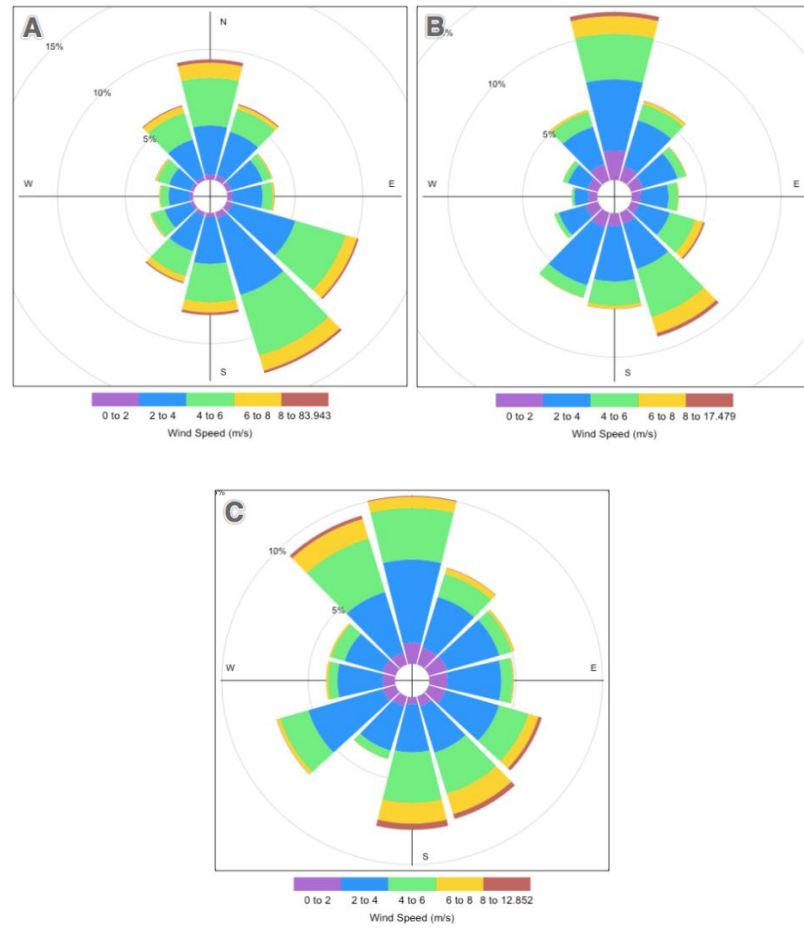 A
N
15%
10%
5%
W
E
S
0 to 2 2 to 4 4 to 6 6 to 8 8 to 83.943
Wind Speed (m/s)
B
%
10%
5%
W
E
S
0 to 2 2 to 4 4 to 6 6 to 8 8 to 17.479
Wind Speed (m/s)
C
%
10%
5%
W
E
S
0 to 2 2 to 4 4 to 6 6 to 8 8 to 12.852
Wind Speed (m/s)